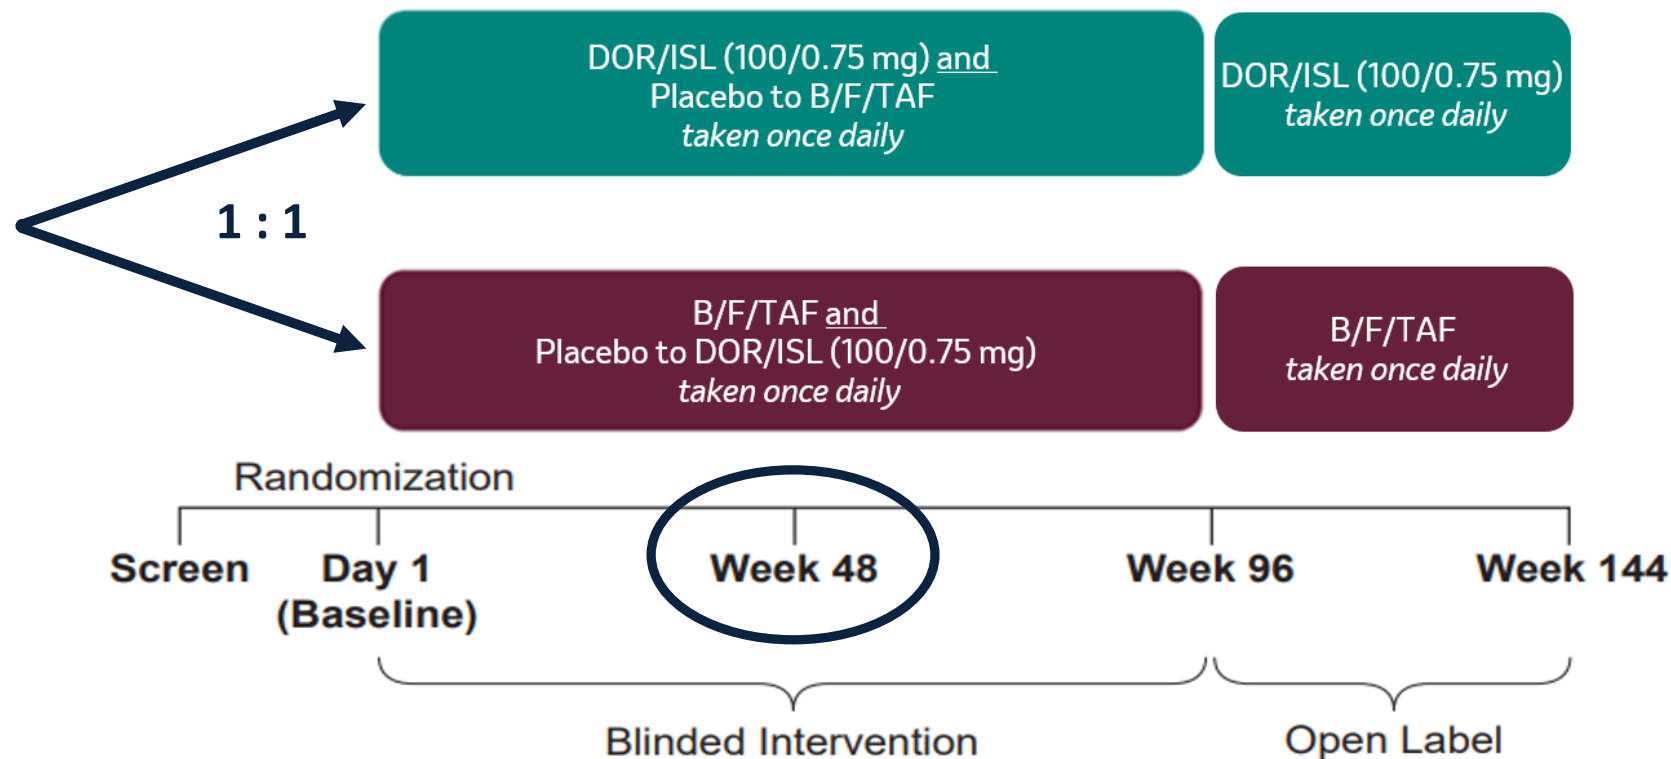 DOR/ISL (100/0.75 mg) and
Placebo to B/F/TAF
taken once daily
DOR/ISL (100/0.75 mg)
taken once daily
1 : 1
B/F/TAF and
Placebo to DOR/ISL (100/0.75 mg)
taken once daily
B/F/TAF
taken once daily
Randomization
Screen
Day 1
(Baseline)
Week 48
Week 96
Week 144
Blinded Intervention
Open Label